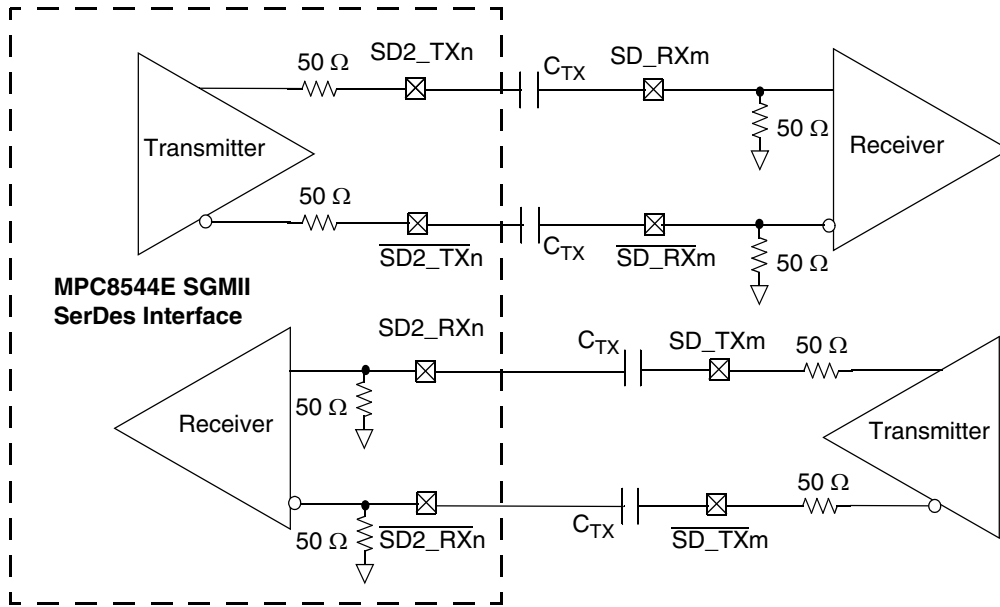 50 Ω
SD2_TXn
C_TX
SD_RXm
50 Ω
Transmitter
Receiver
50 Ω
SD2_TXn
C_TX
SD_RXm
50 Ω
MPC8544E SGMII
SerDes Interface
SD2_RXn
C_TX
SD_TXm
50 Ω
50 Ω
Receiver
Transmitter
50 Ω
50 Ω
SD2_RXn
C_TX
SD_TXm